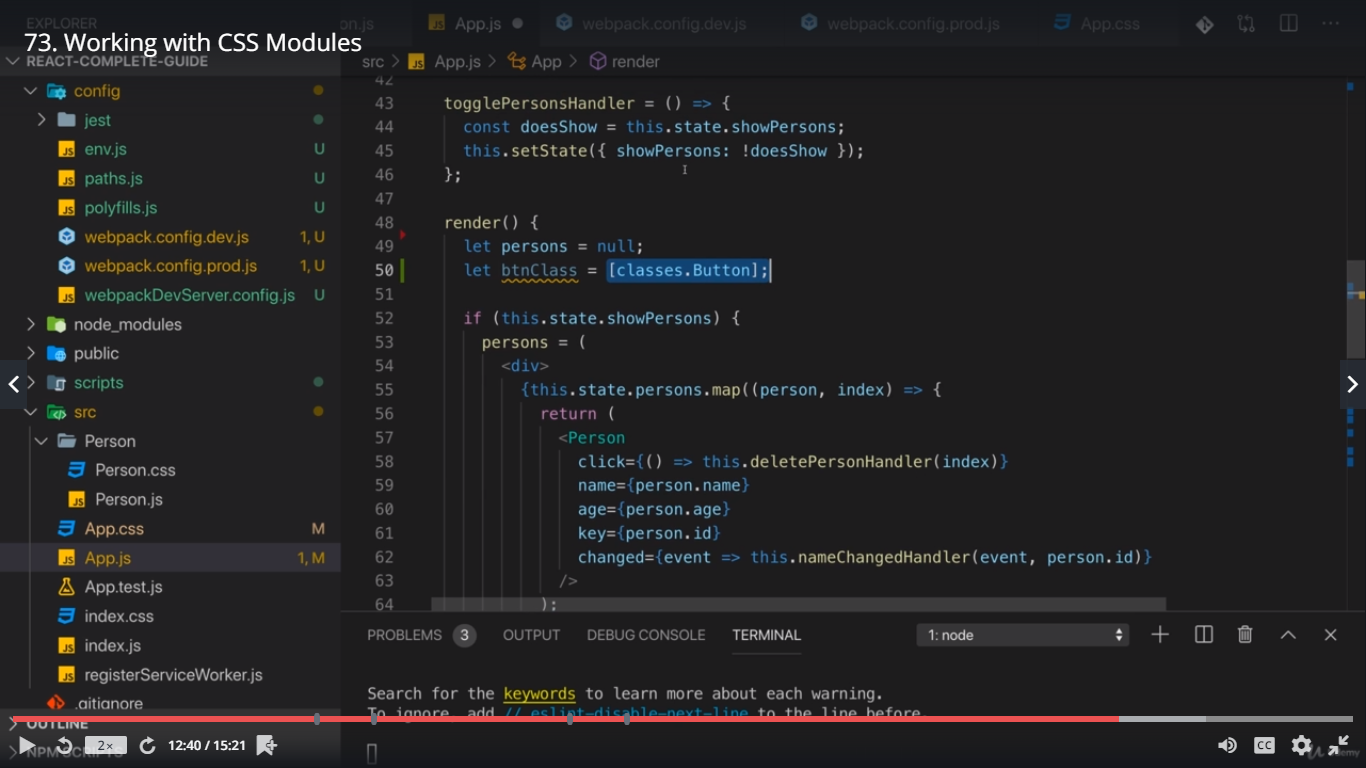 EXPLORER
on.js App.js webpack.config.dev.js webpack.config.prod.js App.css
73. Working with CSS Modules
REACT-COMPLETE-GUIDE
src > App.js > App > render
config
jest
env.js U
paths.js U
polyfills.js U
webpack.config.dev.js 1, U
webpack.config.prod.js 1, U
webpackDevServer.config.js U
node_modules
public
scripts
src
Person
Person.css
Person.js
App.css M
App.js 1, M
App.test.js
index.css
index.js
registerServiceWorker.js
.gitignore
OUTLINE
NPM SCRIPTS
42
43 togglePersonsHandler = () => {
44 const doesShow = this.state.showPersons;
45 this.setState({ showPersons: !doesShow });
46 };
47
48 render() {
49 let persons = null;
50 let btnClass = [classes.Button];
51
52 if (this.state.showPersons) {
53 persons = (
54 <div>
55 {this.state.persons.map((person, index) => {
56 return (
57 <Person
58 click={() => this.deletePersonHandler(index)}
59 name={person.name}
60 age={person.age}
61 key={person.id}
62 changed={event => this.nameChangedHandler(event, person.id)}
63 />
64 );
PROBLEMS 3 OUTPUT DEBUG CONSOLE TERMINAL 1: node
Search for the keywords to learn more about each warning.
To ignore, add // eslint-disable-next-line to the line before.
2x 12:40 / 15:21 CC
Udemy